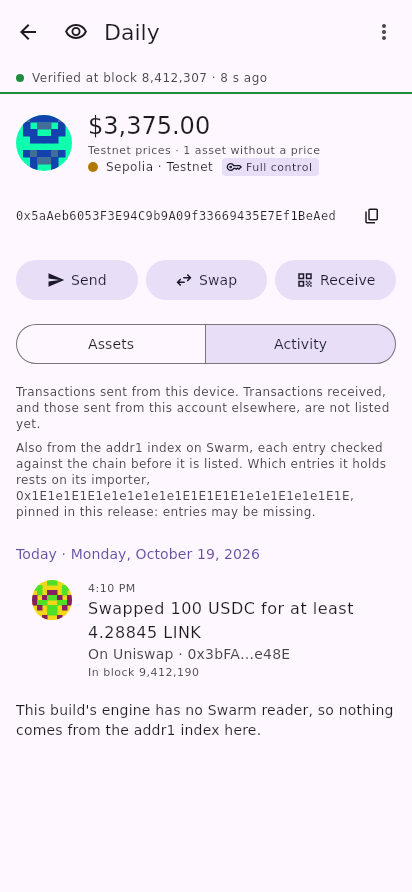 Daily
Verified at block 8,412,307 · 8 s ago
$3,375.00
Testnet prices · 1 asset without a price
Sepolia · Testnet
Full control
0x5aAeb6053F3E94C9b9A09f33669435E7Ef1BeAed
Send
Swap
Receive
Assets
Activity
Transactions sent from this device. Transactions received,
and those sent from this account elsewhere, are not listed
yet.
Also from the addr1 index on Swarm, each entry checked
against the chain before it is listed. Which entries it holds
rests on its importer,
0x1E1e1E1E1e1e1e1e1e1E1E1E1E1e1e1E1e1e1E1E,
pinned in this release: entries may be missing.
Today · Monday, October 19, 2026
4:10 PM
Swapped 100 USDC for at least
4.28845 LINK
On Uniswap · 0x3bFA…e48E
In block 9,412,190
This build's engine has no Swarm reader, so nothing
comes from the addr1 index here.